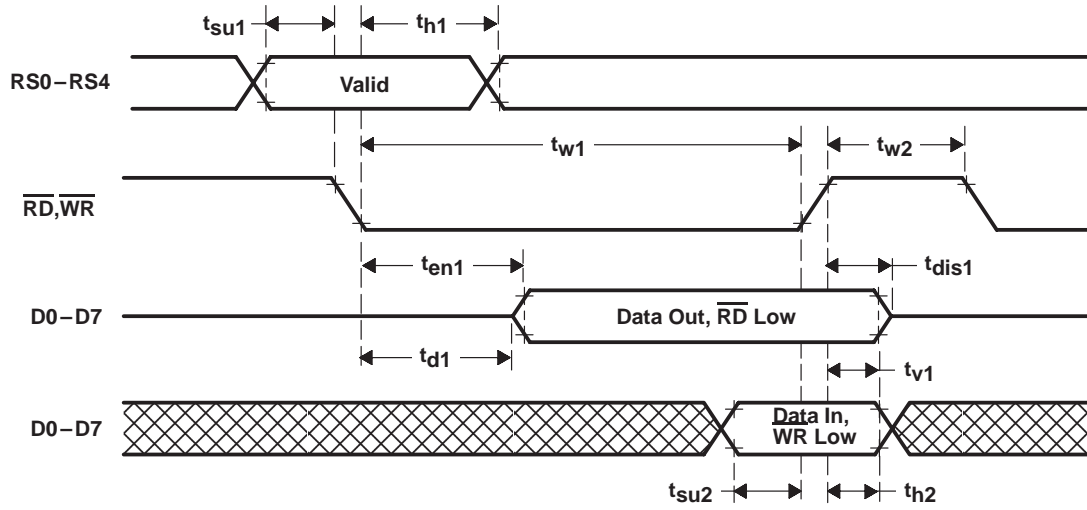 tsu1
th1
RS0–RS4
Valid
tw1
tw2
RD,WR
ten1
tdis1
D0–D7
Data Out, RD Low
td1
tv1
D0–D7
Data In,
WR Low
tsu2
th2